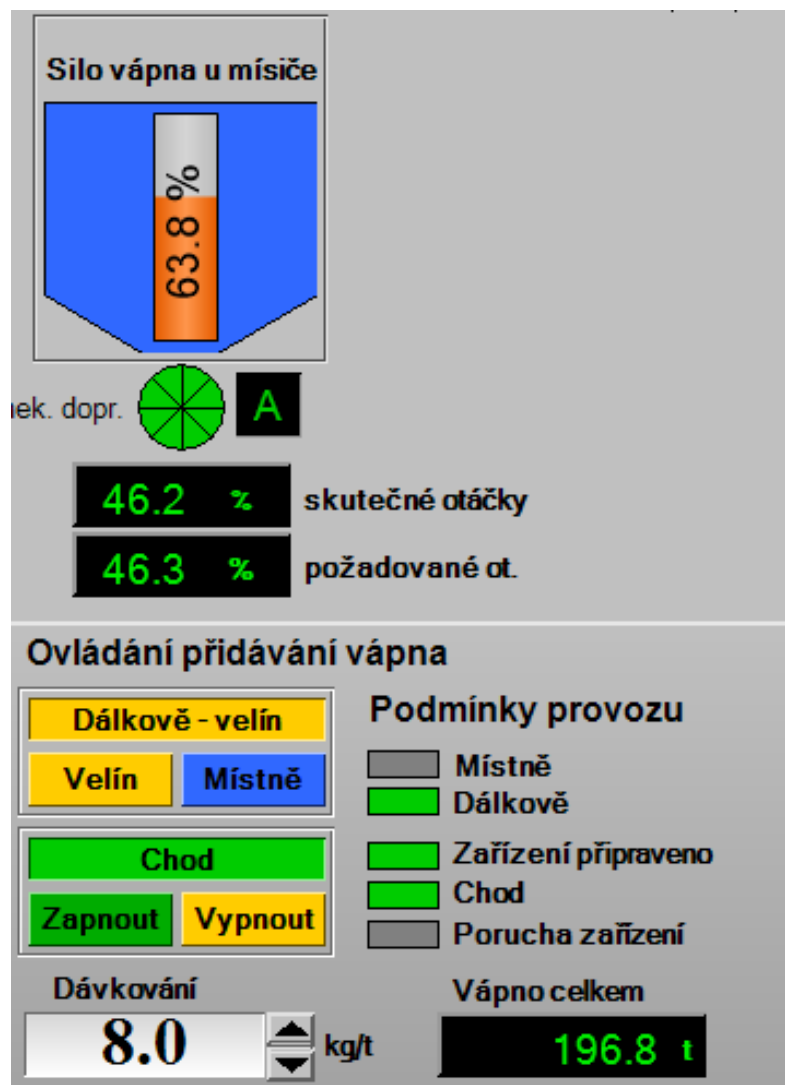 Silo vápna u mísiče
63.8 %
dopr.
A
46.2 % skutečné otáčky
46.3 % požadované ot.
Ovládání přidávání vápna
Dálkově - velín
Velín Místně
Podmínky provozu
Místně
Dálkově
Chod
Zapnout Vypnout
Zařízení připraveno
Chod
Porucha zařízení
Dávkování
8.0 kg/t
Vápno celkem
196.8 t